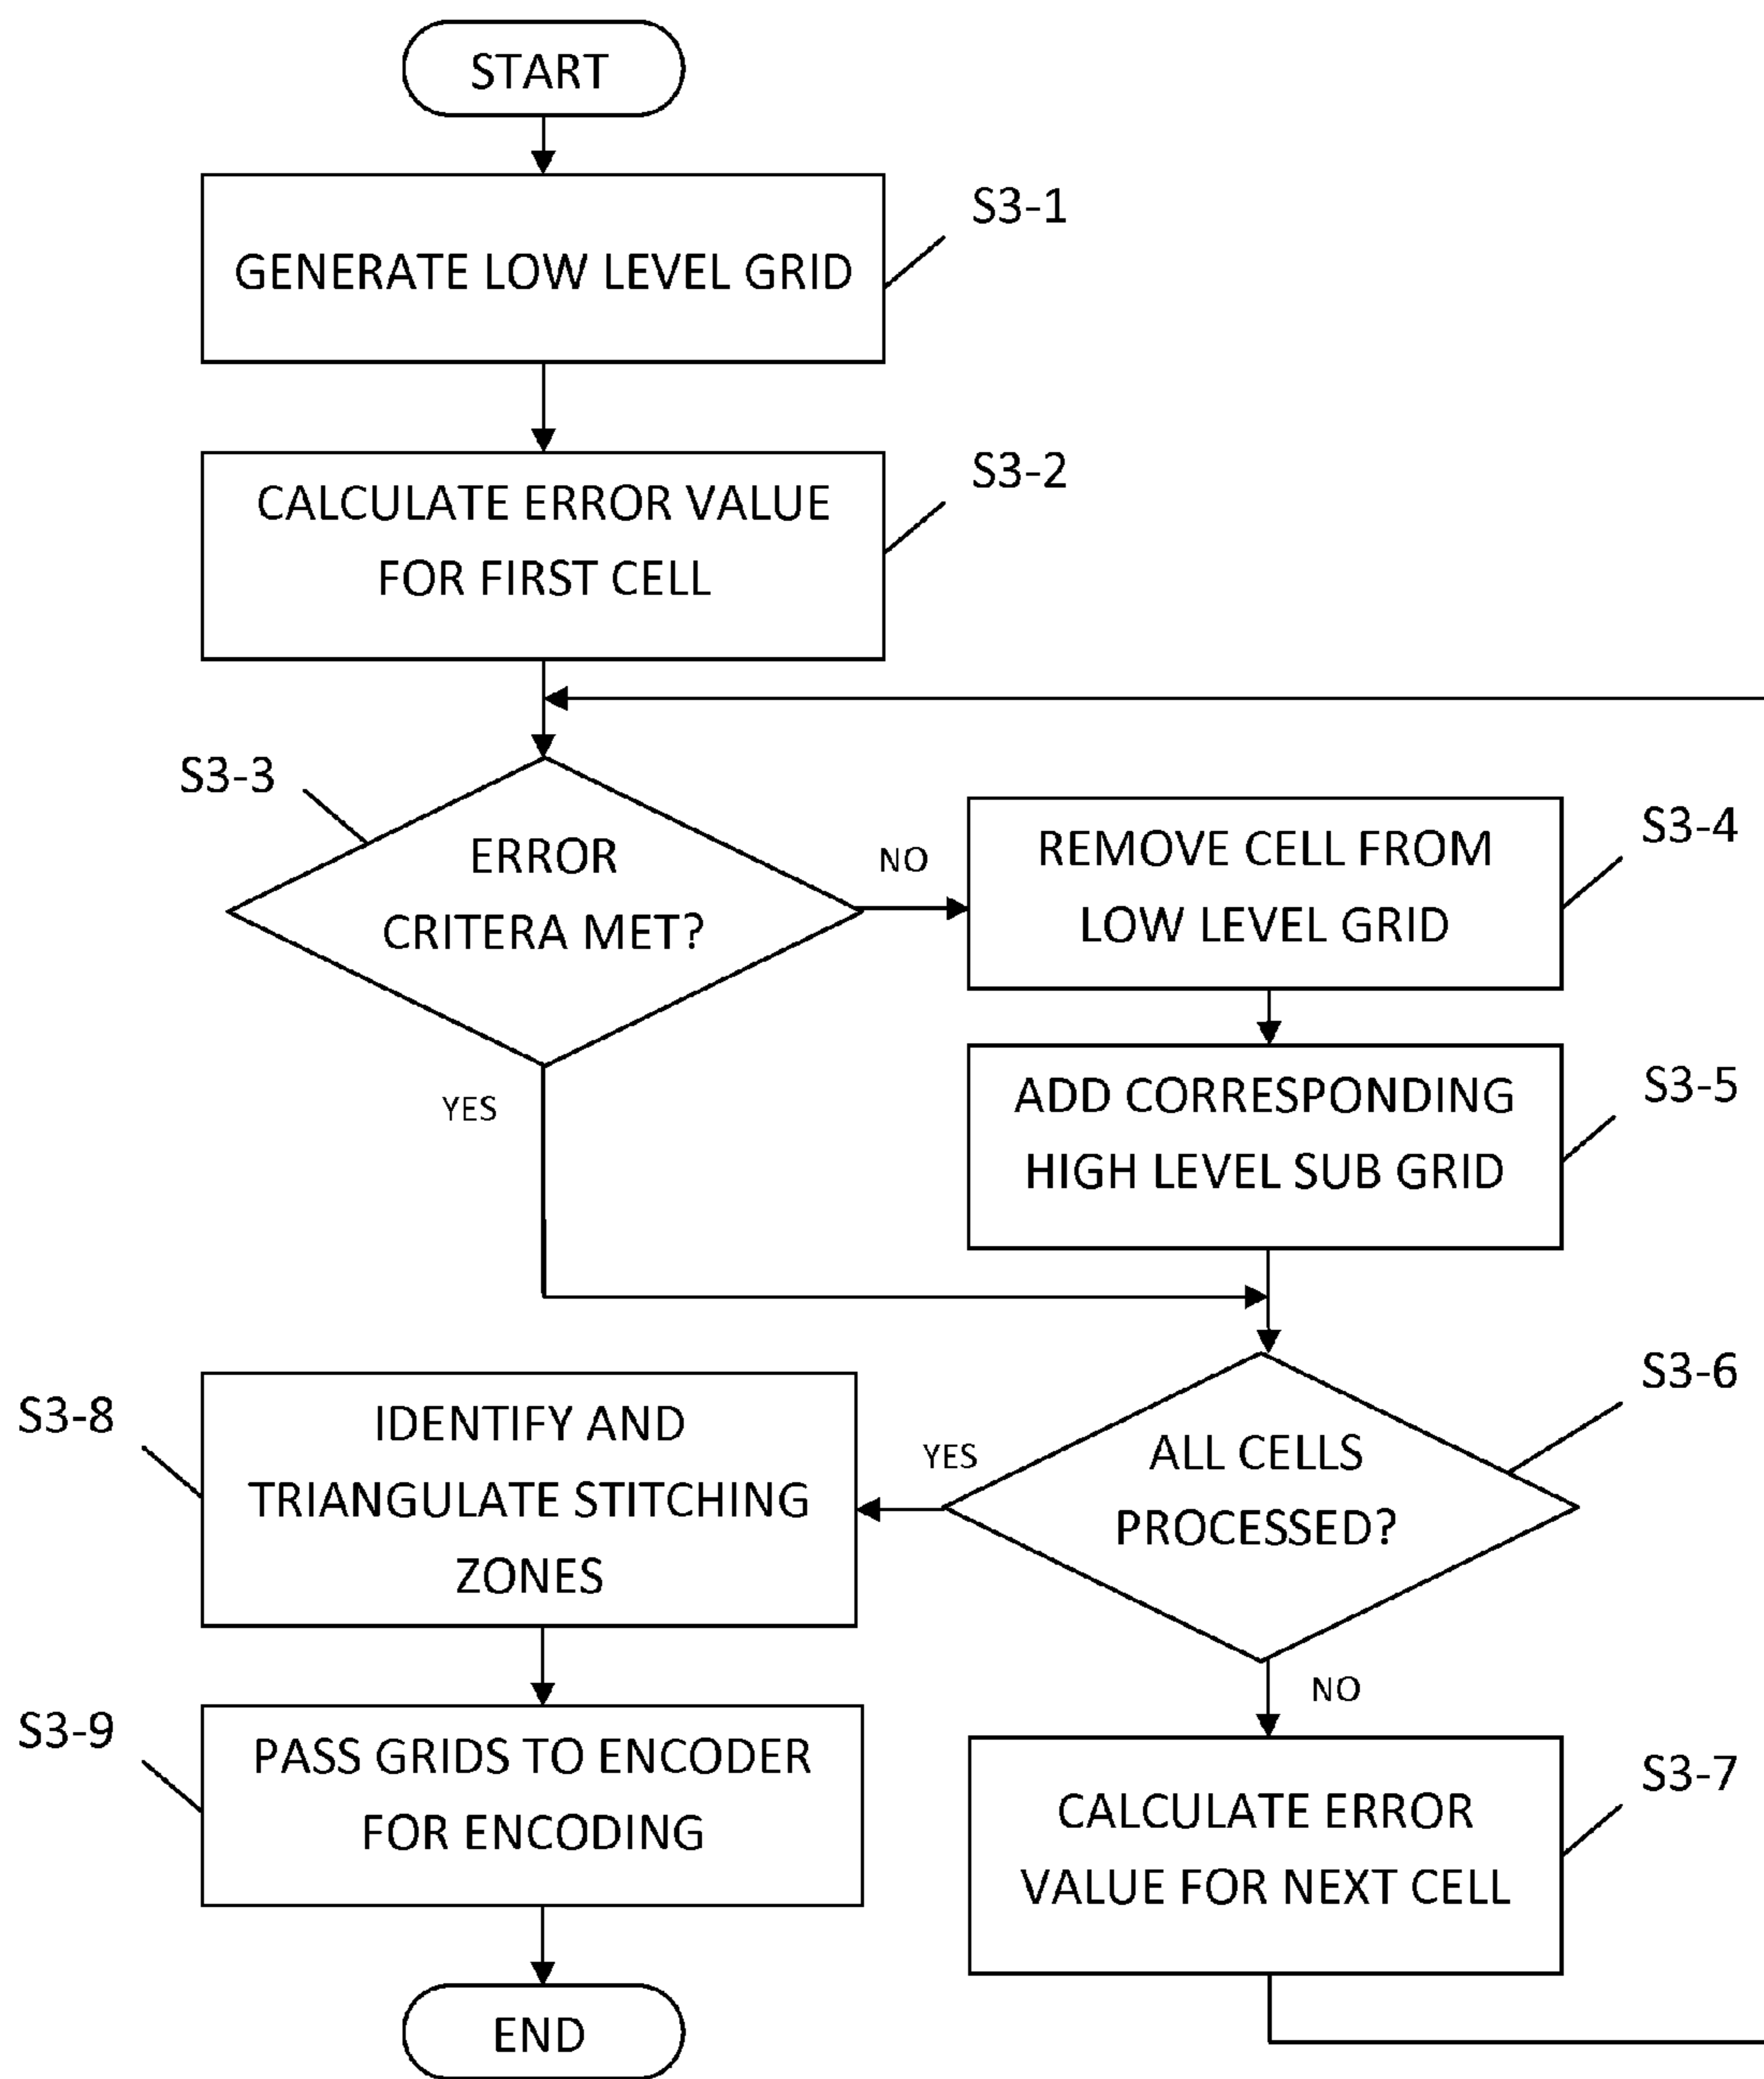 START
S3-1
GENERATE LOW LEVEL GRID
S3-2
CALCULATE ERROR VALUE
FOR FIRST CELL
S3-3
ERROR
CRITERA MET?
NO
YES
S3-4
REMOVE CELL FROM
LOW LEVEL GRID
S3-5
ADD CORRESPONDING
HIGH LEVEL SUB GRID
S3-6
ALL CELLS
PROCESSED?
YES
NO
S3-7
CALCULATE ERROR
VALUE FOR NEXT CELL
S3-8
IDENTIFY AND
TRIANGULATE STITCHING
ZONES
S3-9
PASS GRIDS TO ENCODER
FOR ENCODING
END